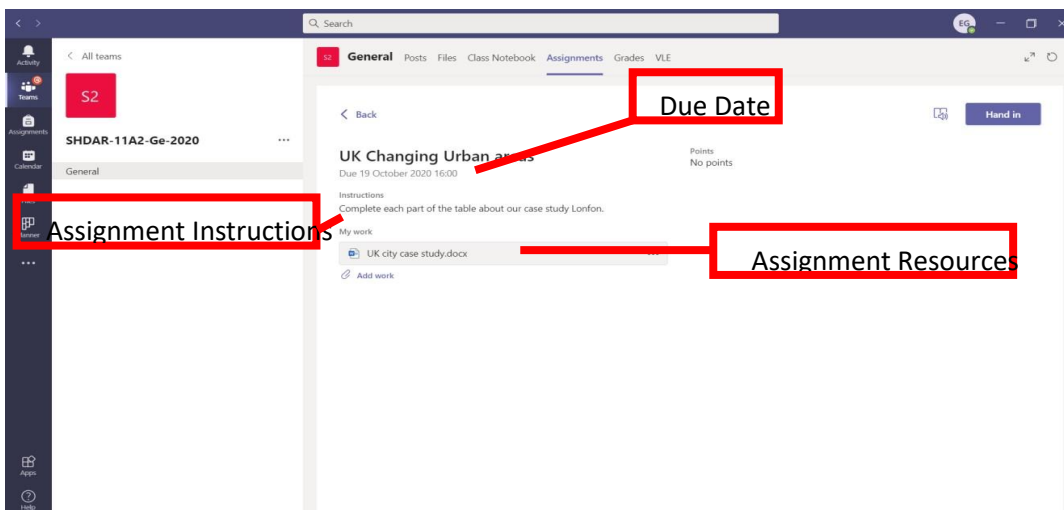 Search
EG
Activity
Teams
Assignments
Calendar
Planner
Apps
Help
All teams
S2
SHDAR-11A2-Ge-2020
General
S2 General Posts Files Class Notebook Assignments Grades VLE
Back
Due Date
Hand in
UK Changing Urban
Due 19 October 2020 16:00
Points
No points
Instructions
Complete each part of the table about our case study Lonfon.
Assignment Instructions
My work
UK city case study.docx
Assignment Resources
Add work